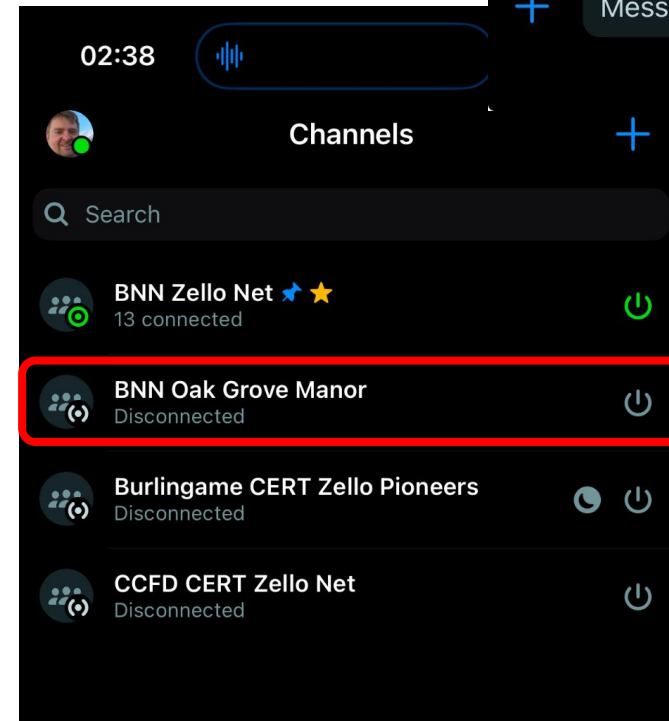 Mess
02:38
Channels
Search
BNN Zello Net
13 connected
BNN Oak Grove Manor
Disconnected
Burlingame CERT Zello Pioneers
Disconnected
CCFD CERT Zello Net
Disconnected